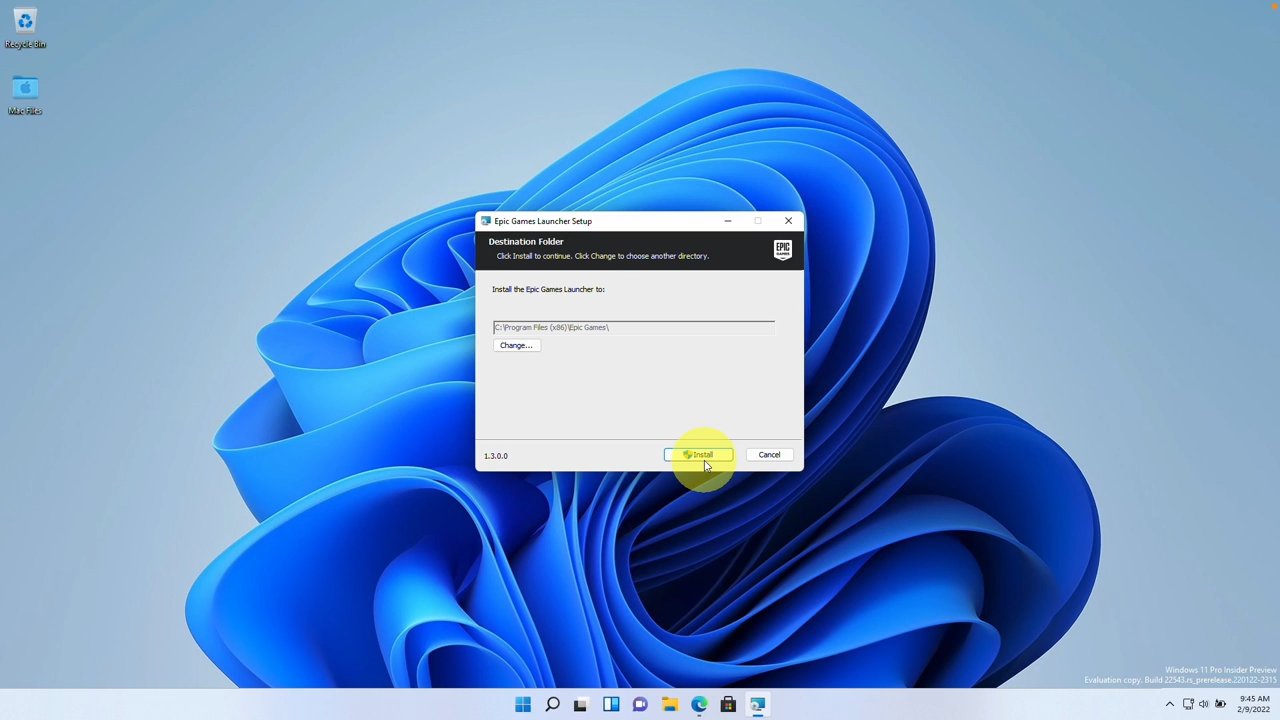 Recycle Bin
Mac Files
Epic Games Launcher Setup
Destination Folder
Click Install to continue. Click Change to choose another directory.
EPIC
GAMES
Install the Epic Games Launcher to:
C:\Program Files (x86)\Epic Games\
Change...
1.3.0.0
Install
Cancel
Windows 11 Pro Insider Preview
Evaluation copy. Build 22543.rs_prerelease.220122-2315
9:45 AM
2/9/2022